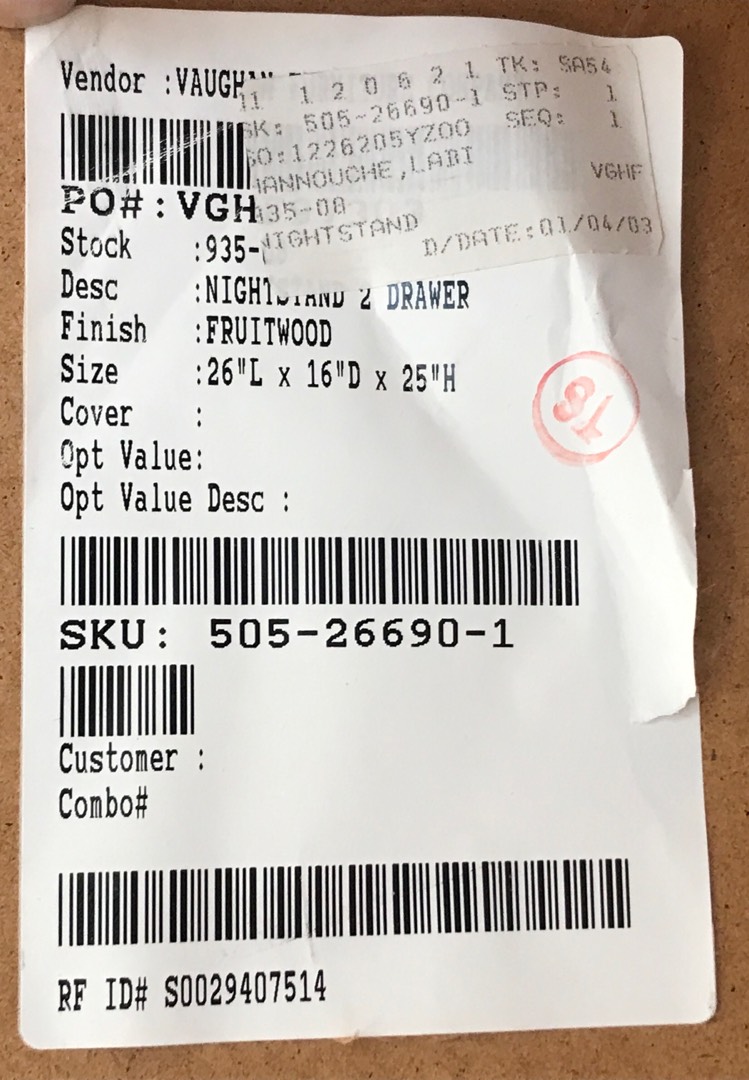 Vendor :VAUGHAN
11 1 2 0 6 2 1 TK: SA54
SK: 505-26690-1 STP: 1
SO:1226205YZOO SEQ: 1
HANNOUCHE,LABI VGHF
935-08
NIGHTSTAND D/DATE:01/04/03
PO#:VGH
Stock :935-
Desc :NIGHTSTAND 2 DRAWER
Finish :FRUITWOOD
Size :26"L x 16"D x 25"H
Cover :
Opt Value:
Opt Value Desc :
81
SKU: 505-26690-1
Customer :
Combo#
RF ID# S0029407514